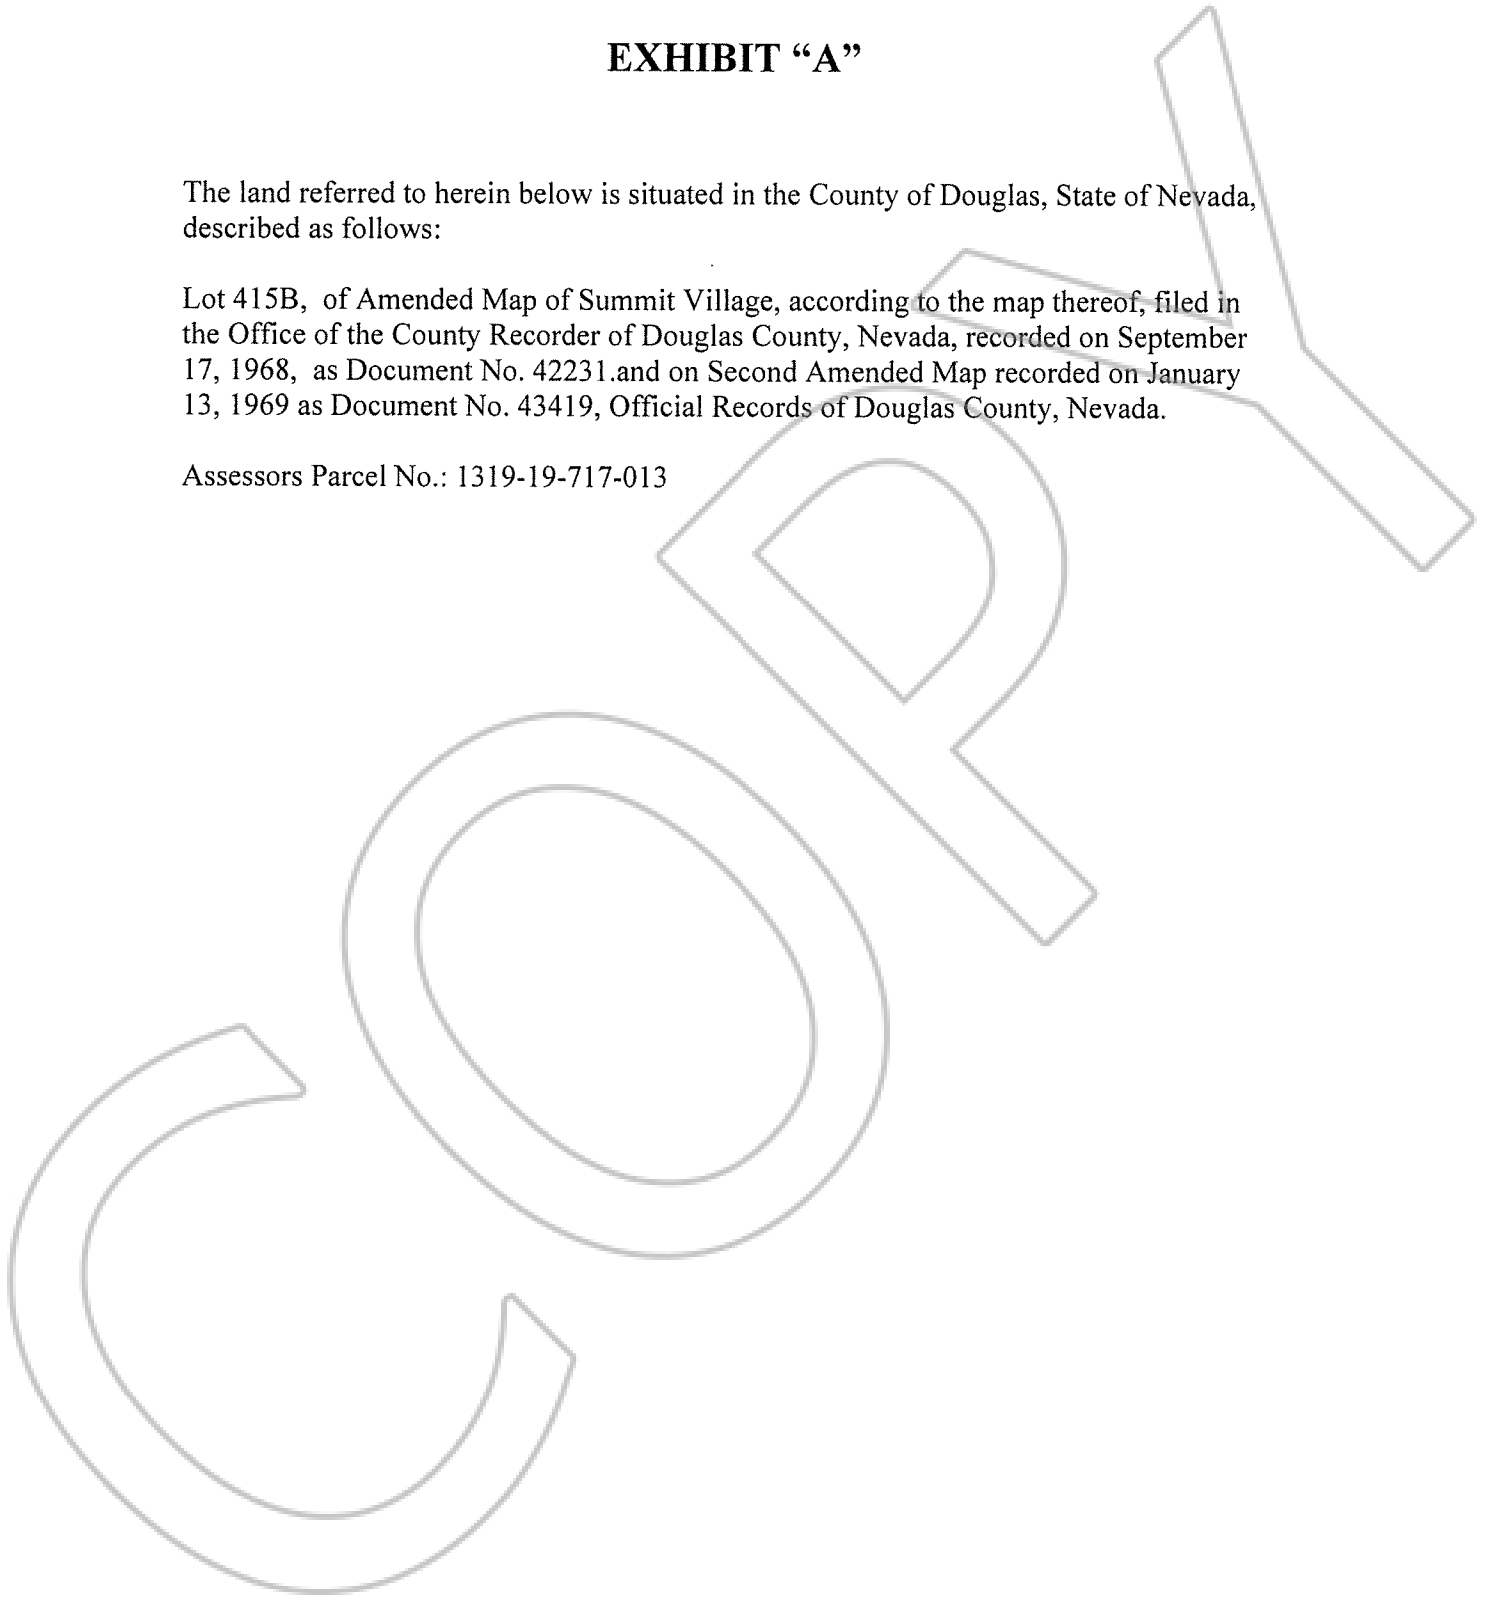 EXHIBIT “A”
The land referred to herein below is situated in the County of Douglas, State of Nevada,
described as follows:
Lot 415B,  of Amended Map of Summit Village, according to the map thereof, filed in
the Office of the County Recorder of Douglas County, Nevada, recorded on September
17, 1968,  as Document No. 42231.and on Second Amended Map recorded on January
13, 1969 as Document No. 43419, Official Records of Douglas County, Nevada.
Assessors Parcel No.: 1319-19-717-013
COPY